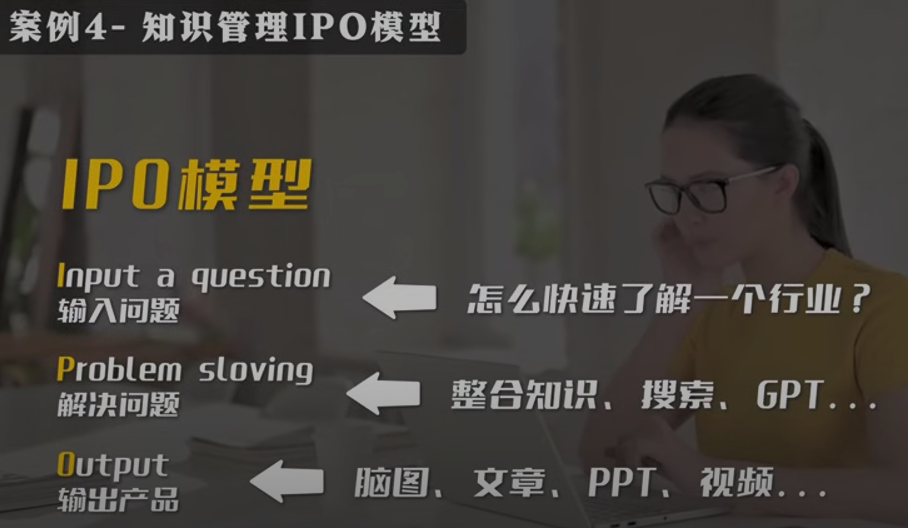 案例4- 知识管理IPO模型
IPO模型
Input a question
输入问题
怎么快速了解一个行业？
Problem sloving
解决问题
整合知识、搜索、GPT...
Output
输出产品
脑图、文章、PPT、视频...